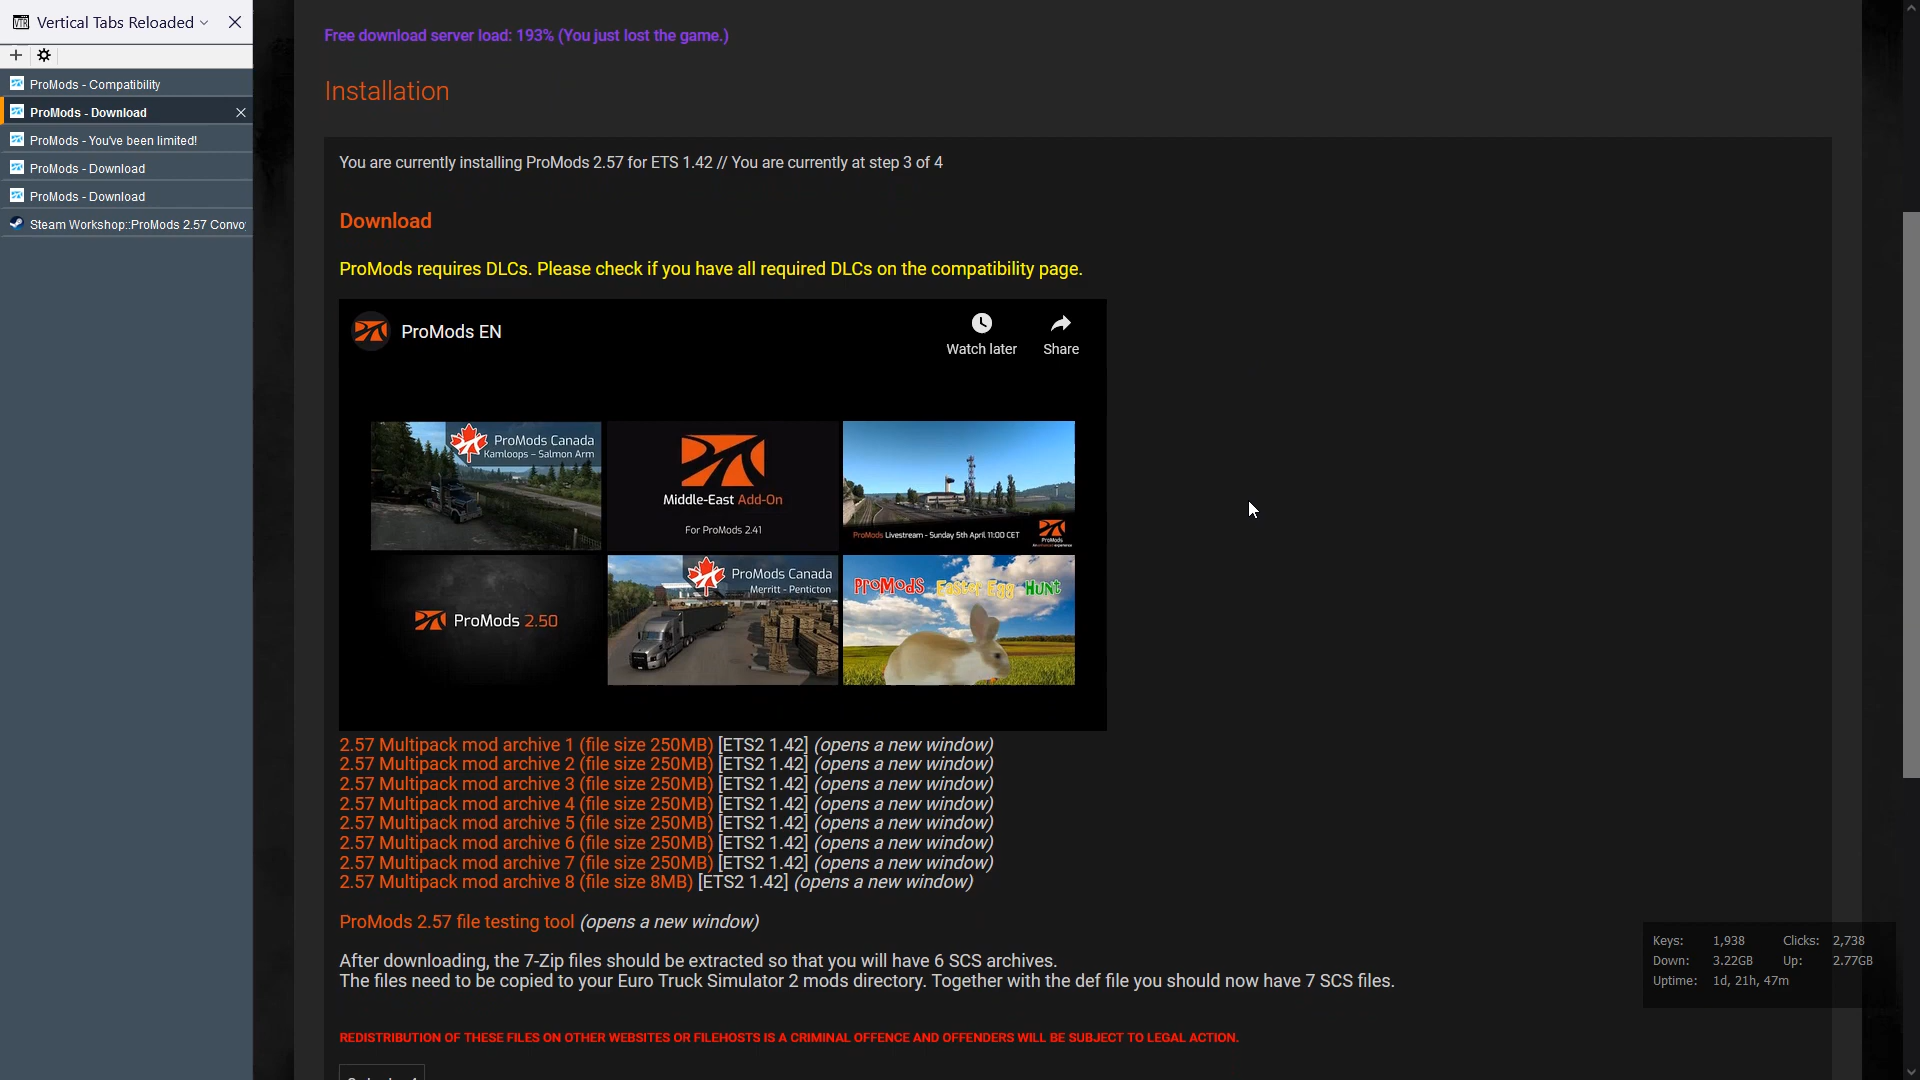 Vertical Tabs Reloaded
ProMods - Compatibility
ProMods - Download
ProMods - You've been limited!
ProMods - Download
ProMods - Download
Steam Workshop::ProMods 2.57 Convo
Free download server load: 193% (You just lost the game.)
Installation
You are currently installing ProMods 2.57 for ETS 1.42 // You are currently at step 3 of 4
Download
ProMods requires DLCs. Please check if you have all required DLCs on the compatibility page.
ProMods EN
Watch later
Share
ProMods Canada
Kamloops – Salmon Arm
Middle-East Add-On
For ProMods 2.41
ProMods Livestream - Sunday 5th April 11:00 CET
ProMods 2.50
ProMods Canada
Merritt - Penticton
ProMods Easter Egg Hunt
2.57 Multipack mod archive 1 (file size 250MB) [ETS2 1.42] (opens a new window)
2.57 Multipack mod archive 2 (file size 250MB) [ETS2 1.42] (opens a new window)
2.57 Multipack mod archive 3 (file size 250MB) [ETS2 1.42] (opens a new window)
2.57 Multipack mod archive 4 (file size 250MB) [ETS2 1.42] (opens a new window)
2.57 Multipack mod archive 5 (file size 250MB) [ETS2 1.42] (opens a new window)
2.57 Multipack mod archive 6 (file size 250MB) [ETS2 1.42] (opens a new window)
2.57 Multipack mod archive 7 (file size 250MB) [ETS2 1.42] (opens a new window)
2.57 Multipack mod archive 8 (file size 8MB) [ETS2 1.42] (opens a new window)
ProMods 2.57 file testing tool (opens a new window)
After downloading, the 7-Zip files should be extracted so that you will have 6 SCS archives.
The files need to be copied to your Euro Truck Simulator 2 mods directory. Together with the def file you should now have 7 SCS files.
REDISTRIBUTION OF THESE FILES ON OTHER WEBSITES OR FILEHOSTS IS A CRIMINAL OFFENCE AND OFFENDERS WILL BE SUBJECT TO LEGAL ACTION.
Keys: 1,938 Clicks: 2,738
Down: 3.22GB Up: 2.77GB
Uptime: 1d, 21h, 47m